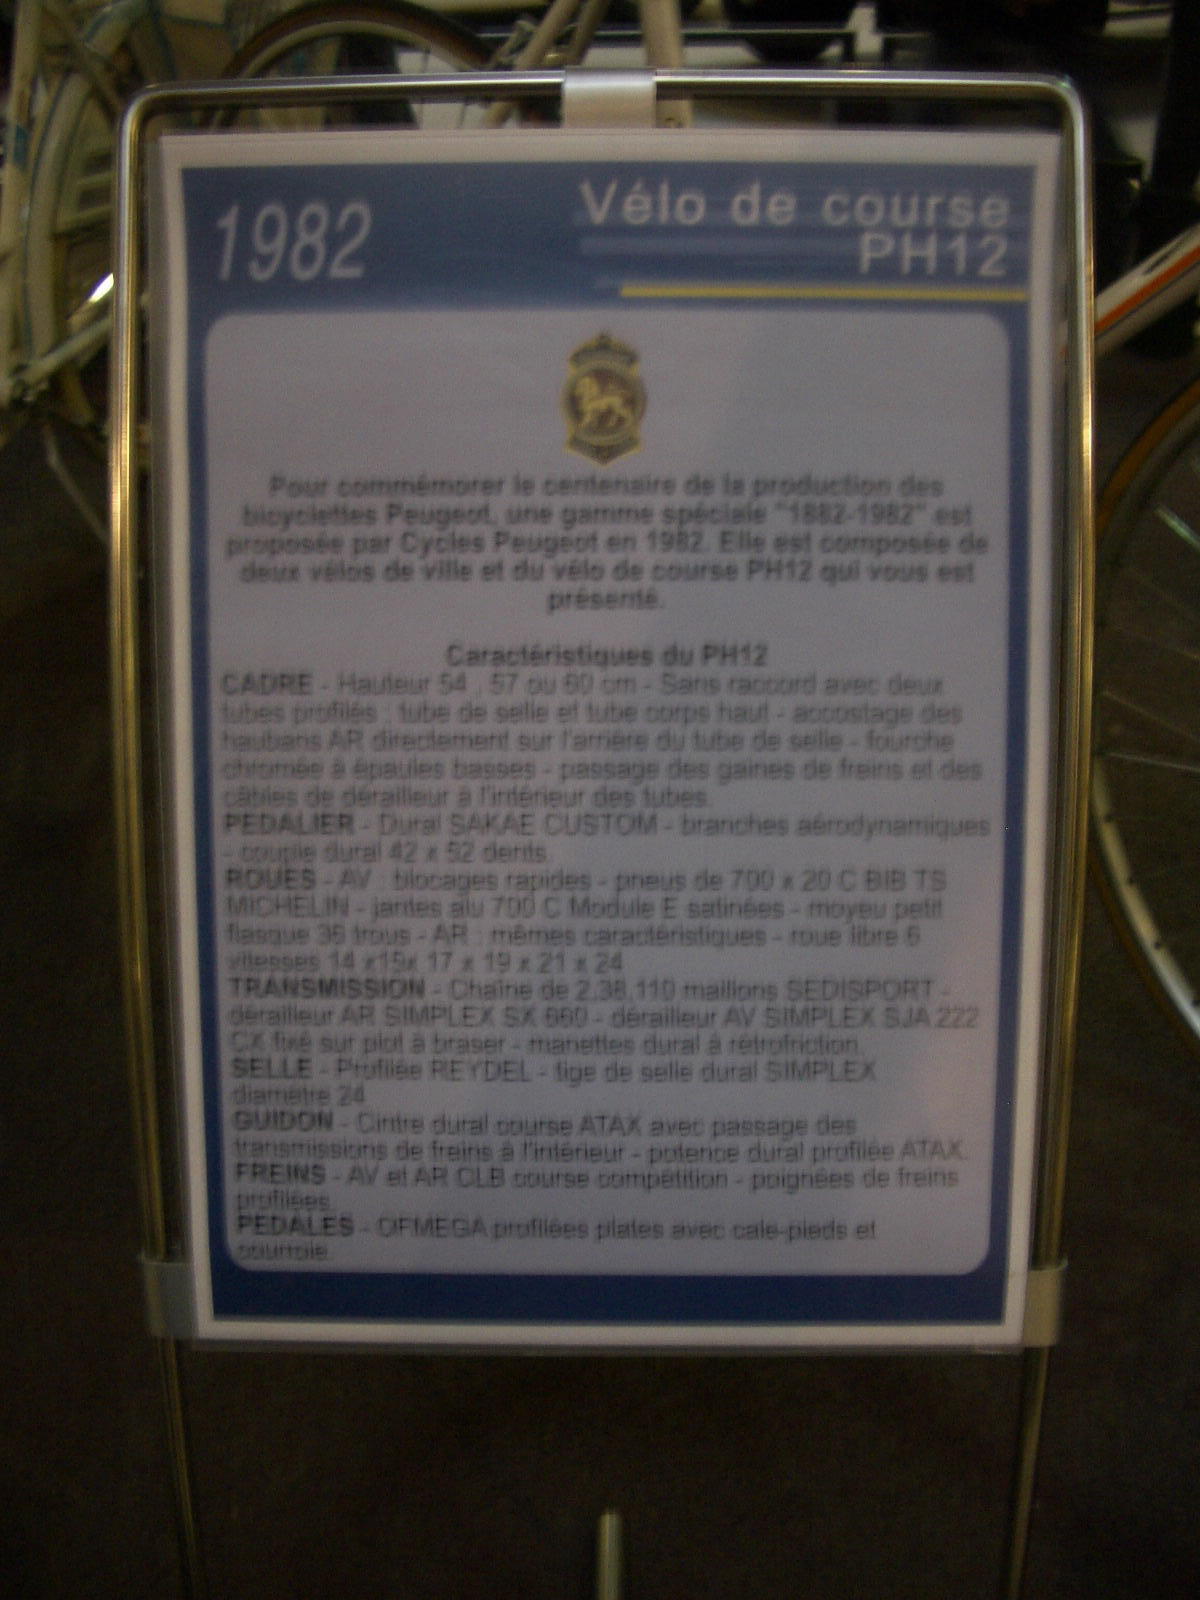 1982
Vélo de course
PH12
Pour commémorer le centenaire de la production des
bicyclettes Peugeot, une gamme spéciale "1882-1982" est
proposée par Cycles Peugeot en 1982. Elle est composée de
deux vélos de ville et du vélo de course PH12 qui vous est
présenté.
Caractéristiques du PH12
CADRE - Hauteur 54 , 57 ou 60 cm - Sans raccord avec deux
tubes profilés : tube de selle et tube corps haut - accostage des
haubans AR directement sur l'arrière du tube de selle - fourche
chromée à épaules basses - passage des gaines de freins et des
câbles de dérailleur à l'intérieur des tubes.
PEDALIER - Dural SAKAE CUSTOM - branches aérodynamiques
- couple dural 42 x 52 dents.
ROUES - AV : blocages rapides - pneus de 700 x 20 C BIB TS
MICHELIN - jantes alu 700 C Module E satinées - moyeu petit
flasque 36 trous - AR : mêmes caractéristiques - roue libre 6
vitesses 14 x15x 17 x 19 x 21 x 24
TRANSMISSION - Chaîne de 2,38,110 maillons SEDISPORT -
dérailleur AR SIMPLEX SX 660 - dérailleur AV SIMPLEX SJA 222
CX fixé sur plot à braser - manettes dural à rétrofriction.
SELLE - Profilée REYDEL - tige de selle dural SIMPLEX
diamètre 24
GUIDON - Cintre dural course ATAX avec passage des
transmissions de freins à l'intérieur - potence dural profilée ATAX.
FREINS - AV et AR CLB course compétition - poignées de freins
profilées.
PEDALES - OFMEGA profilées plates avec cale-pieds et
courroie.